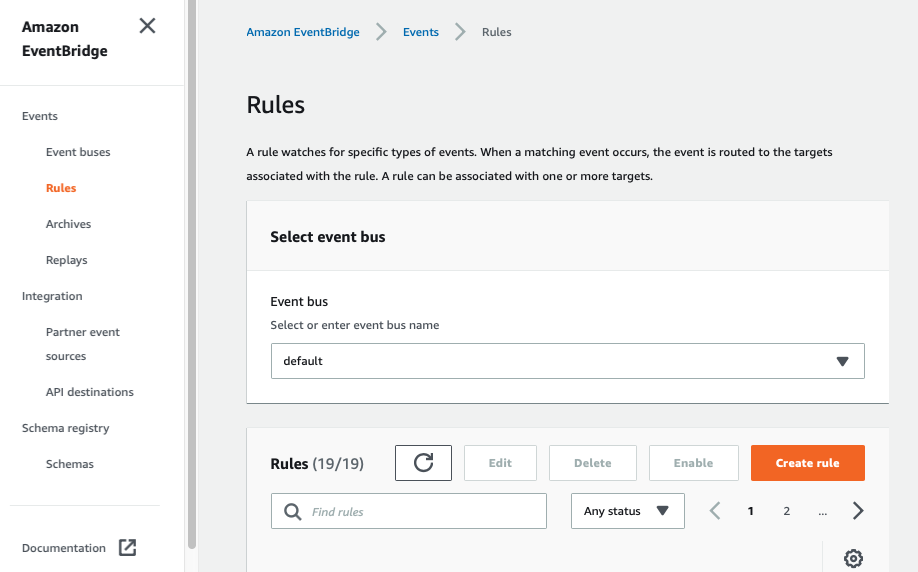 Amazon
EventBridge
Events
Event buses
Rules
Archives
Replays
Integration
Partner event
sources
API destinations
Schema registry
Schemas
Documentation
Amazon EventBridge
Events
Rules
Rules
A rule watches for specific types of events. When a matching event occurs, the event is routed to the targets
associated with the rule. A rule can be associated with one or more targets.
Select event bus
Event bus
Select or enter event bus name
default
Rules (19/19)
Edit
Delete
Enable
Create rule
Find rules
Any status
1
2
...